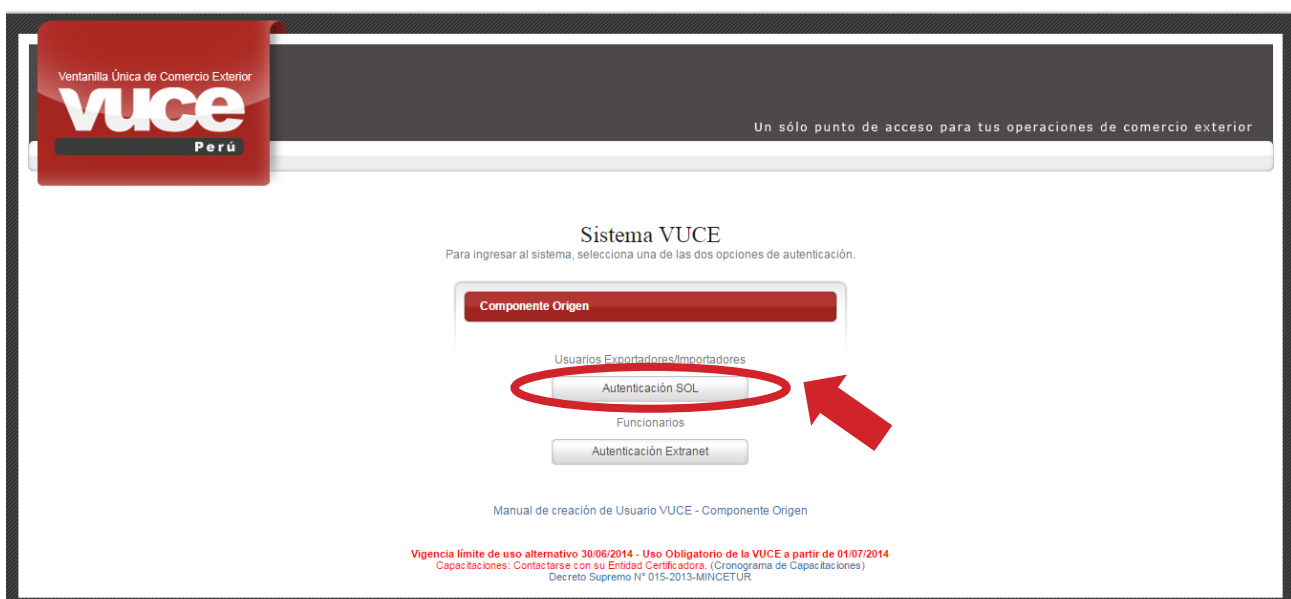 Ventanilla Única de Comercio Exterior
vuce
Perú
Un sólo punto de acceso para tus operaciones de comercio exterior
Sistema VUCE
Para ingresar al sistema, selecciona una de las dos opciones de autenticación.
Componente Origen
Usuarios Exportadores/Importadores
Autenticación SOL
Funcionarios
Autenticación Extranet
Manual de creación de Usuario VUCE - Componente Origen
Vigencia límite de uso alternativo 30/06/2014 - Uso Obligatorio de la VUCE a partir de 01/07/2014
Capacitaciones: Contactarse con su Entidad Certificadora. (Cronograma de Capacitaciones)
Decreto Supremo N° 015-2013-MINCETUR